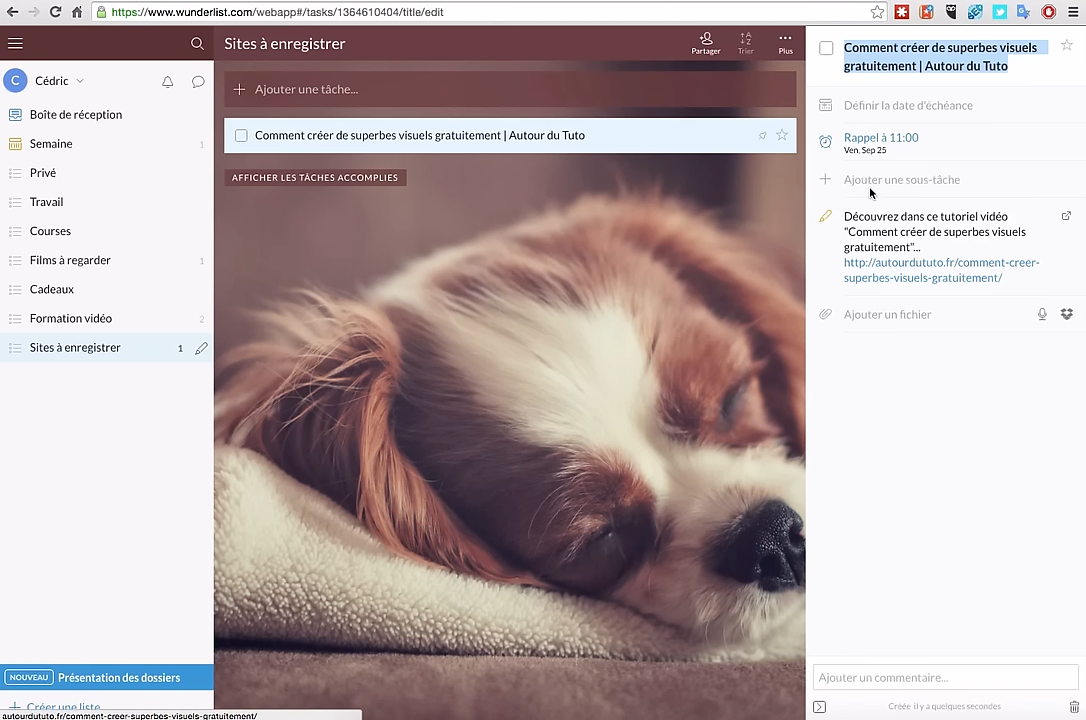 https://www.wunderlist.com/webapp#/tasks/1364610404/title/edit
Sites à enregistrer
Partager
Trier
Plus
C
Cédric
Boîte de réception
Semaine
1
Privé
Travail
Courses
Films à regarder
1
Cadeaux
Formation vidéo
2
Sites à enregistrer
1
NOUVEAU
Présentation des dossiers
Créer une liste
autourdututo.fr/comment-creer-superbes-visuels-gratuitement/
Ajouter une tâche...
Comment créer de superbes visuels gratuitement | Autour du Tuto
AFFICHER LES TÂCHES ACCOMPLIES
Comment créer de superbes visuels
gratuitement | Autour du Tuto
Définir la date d'échéance
Rappel à 11:00
Ven. Sep 25
Ajouter une sous-tâche
Découvrez dans ce tutoriel vidéo
"Comment créer de superbes visuels
gratuitement"...
http://autourdututo.fr/comment-creer-
superbes-visuels-gratuitement/
Ajouter un fichier
Ajouter un commentaire...
Créée il y a quelques secondes